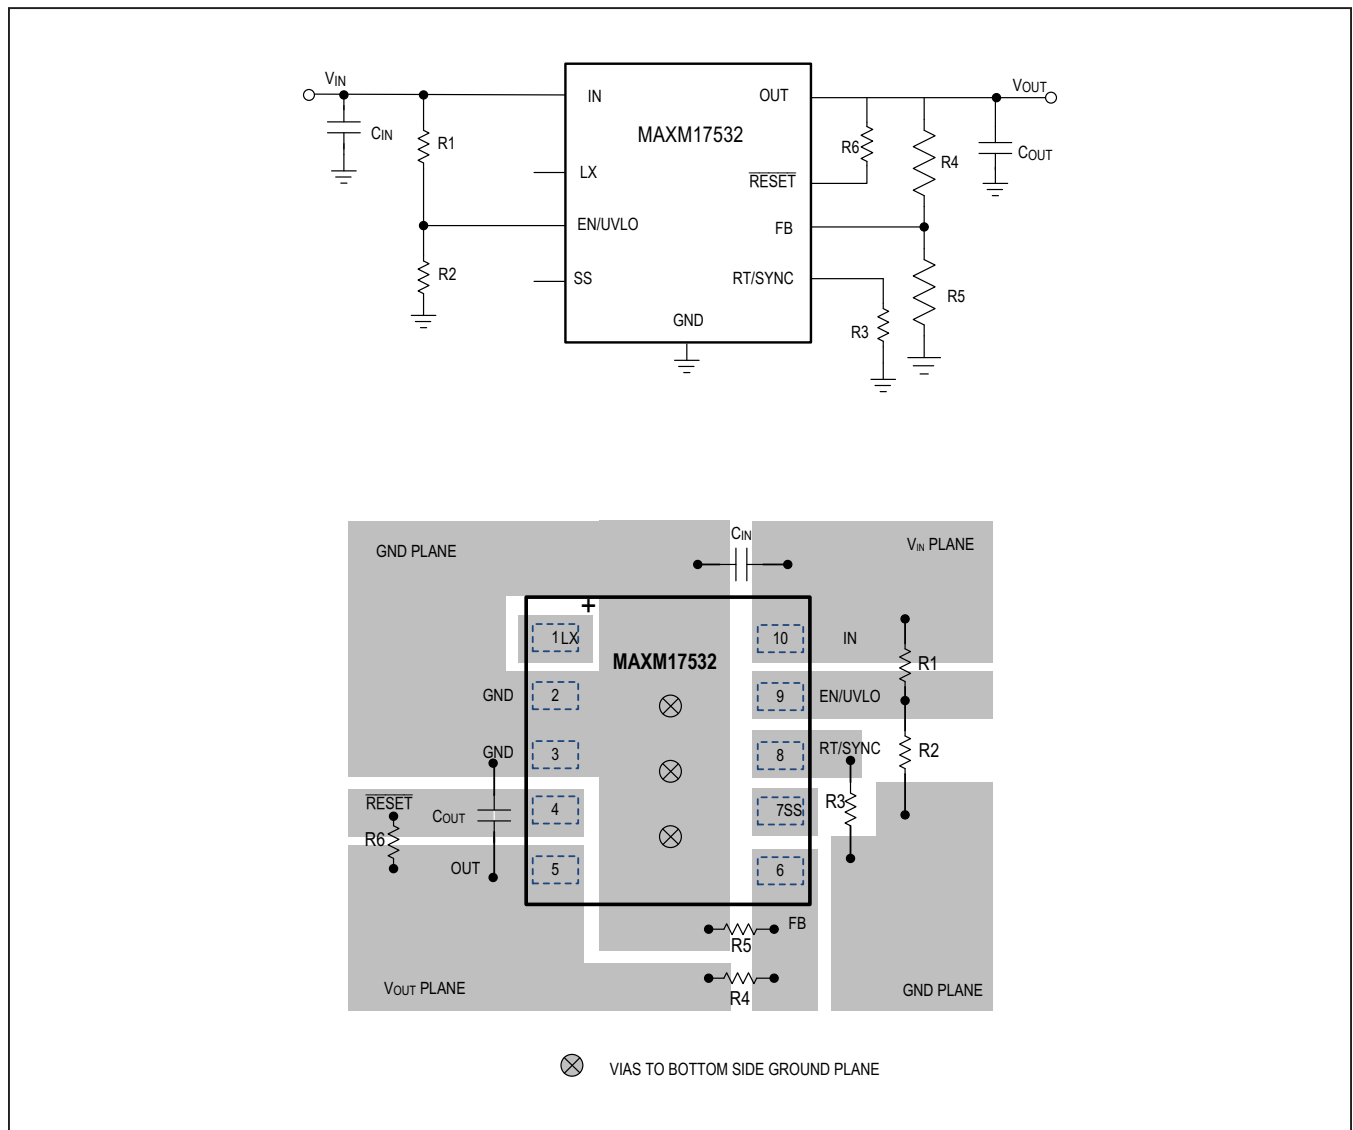 VIN
VOUT
IN
OUT
MAXM17532
CIN
R1
R6
R4
COUT
LX
RESET
EN/UVLO
FB
R2
SS
RT/SYNC
R5
GND
R3
CIN
GND PLANE
VIN PLANE
+
1 LX
10
IN
MAXM17532
R1
GND
2
9
EN/UVLO
GND
3
8
RT/SYNC
R2
RESET
COUT
4
7SS
R3
R6
OUT
5
6
FB
R5
VOUT PLANE
R4
GND PLANE
VIAS TO BOTTOM SIDE GROUND PLANE